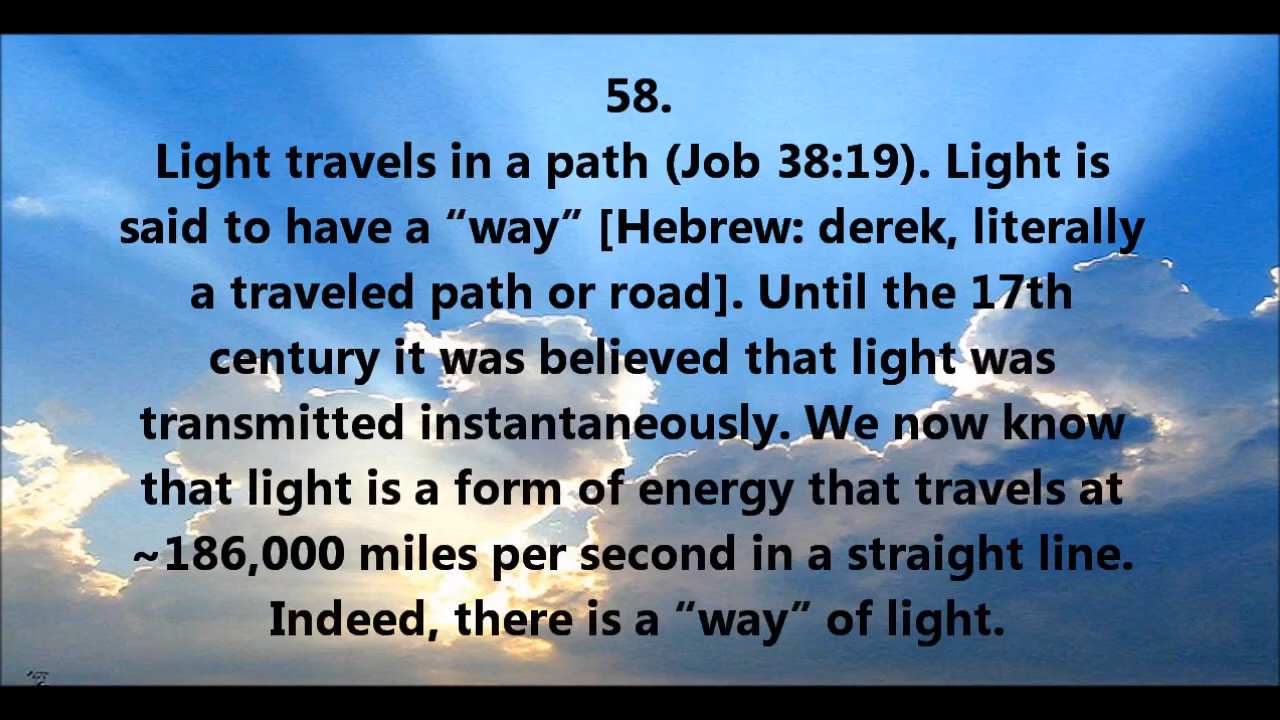 58.
Light travels in a path (Job 38:19). Light is
said to have a “way” [Hebrew: derek, literally
a traveled path or road]. Until the 17th
century it was believed that light was
transmitted instantaneously. We now know
that light is a form of energy that travels at
~186,000 miles per second in a straight line.
Indeed, there is a “way” of light.